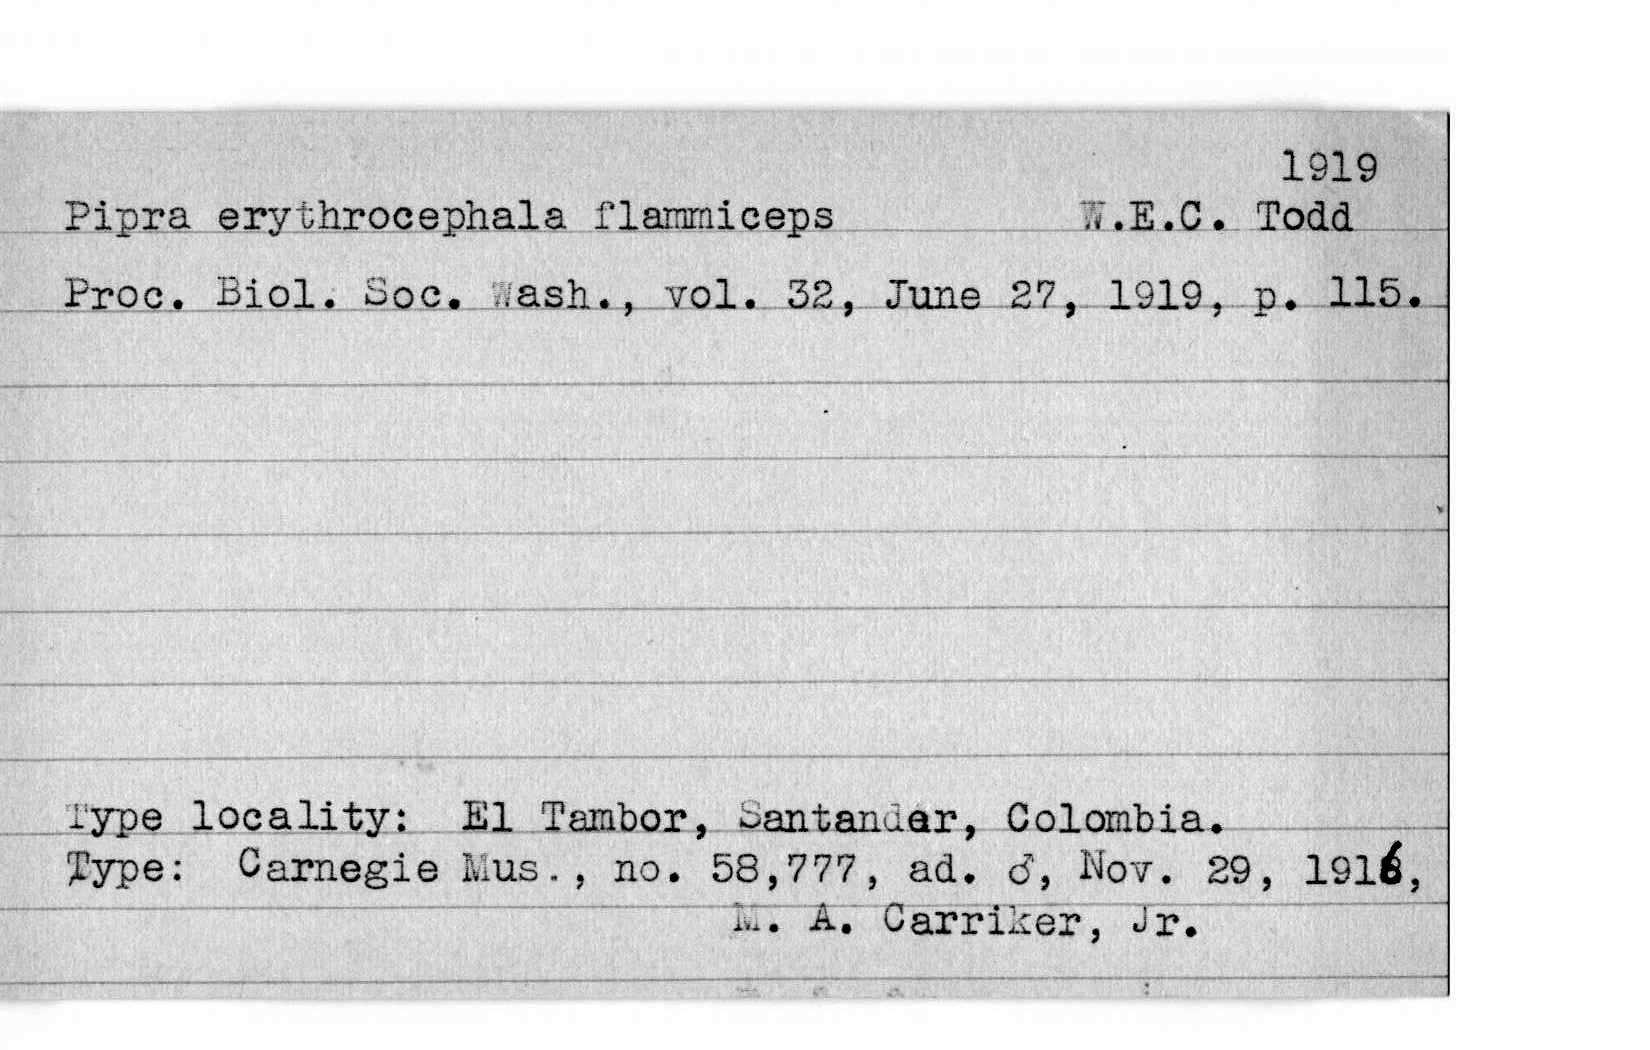 1919
Pipra erythrocephala flammiceps W.E.C. Todd
Proc. Biol. Soc. Wash., vol. 32, June 27, 1919, p. 115.
Type locality: El Tambor, Santander, Colombia.
Type: Carnegie Mus., no. 58,777, ad. ♂, Nov. 29, 1916,
M. A. Carriker, Jr.